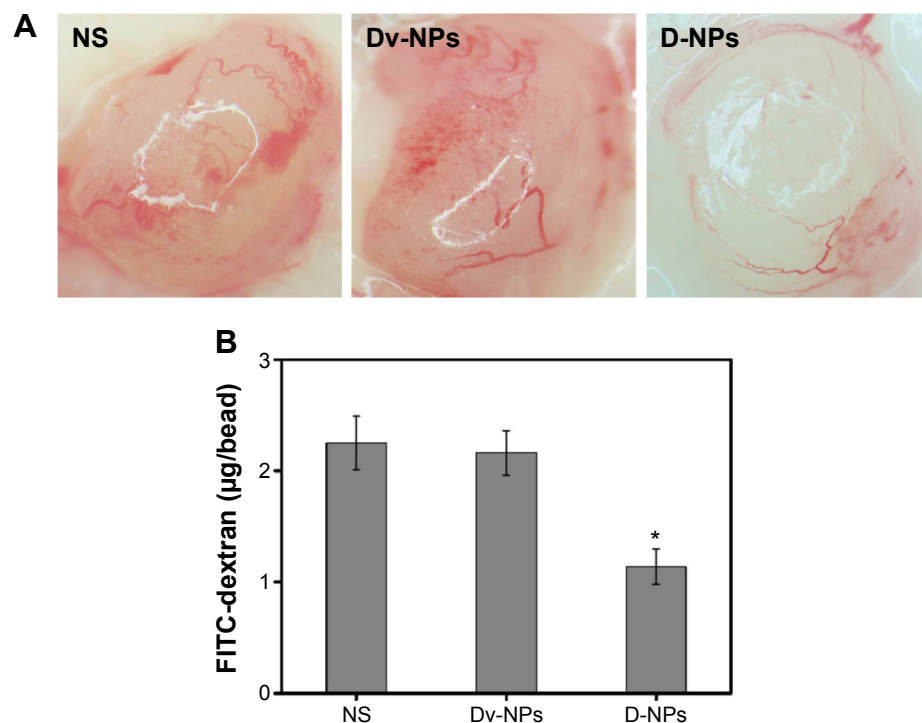 A
NS
Dv-NPs
D-NPs
B
FITC-dextran (µg/bead)
3
2
1
0
*
NS
Dv-NPs
D-NPs